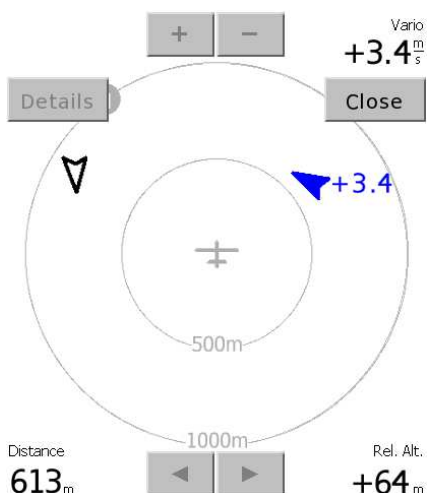 + −
Vario
+3.4 m/s
Details
Close
+3.4
500m
1000m
Distance
613m
Rel. Alt.
+64m